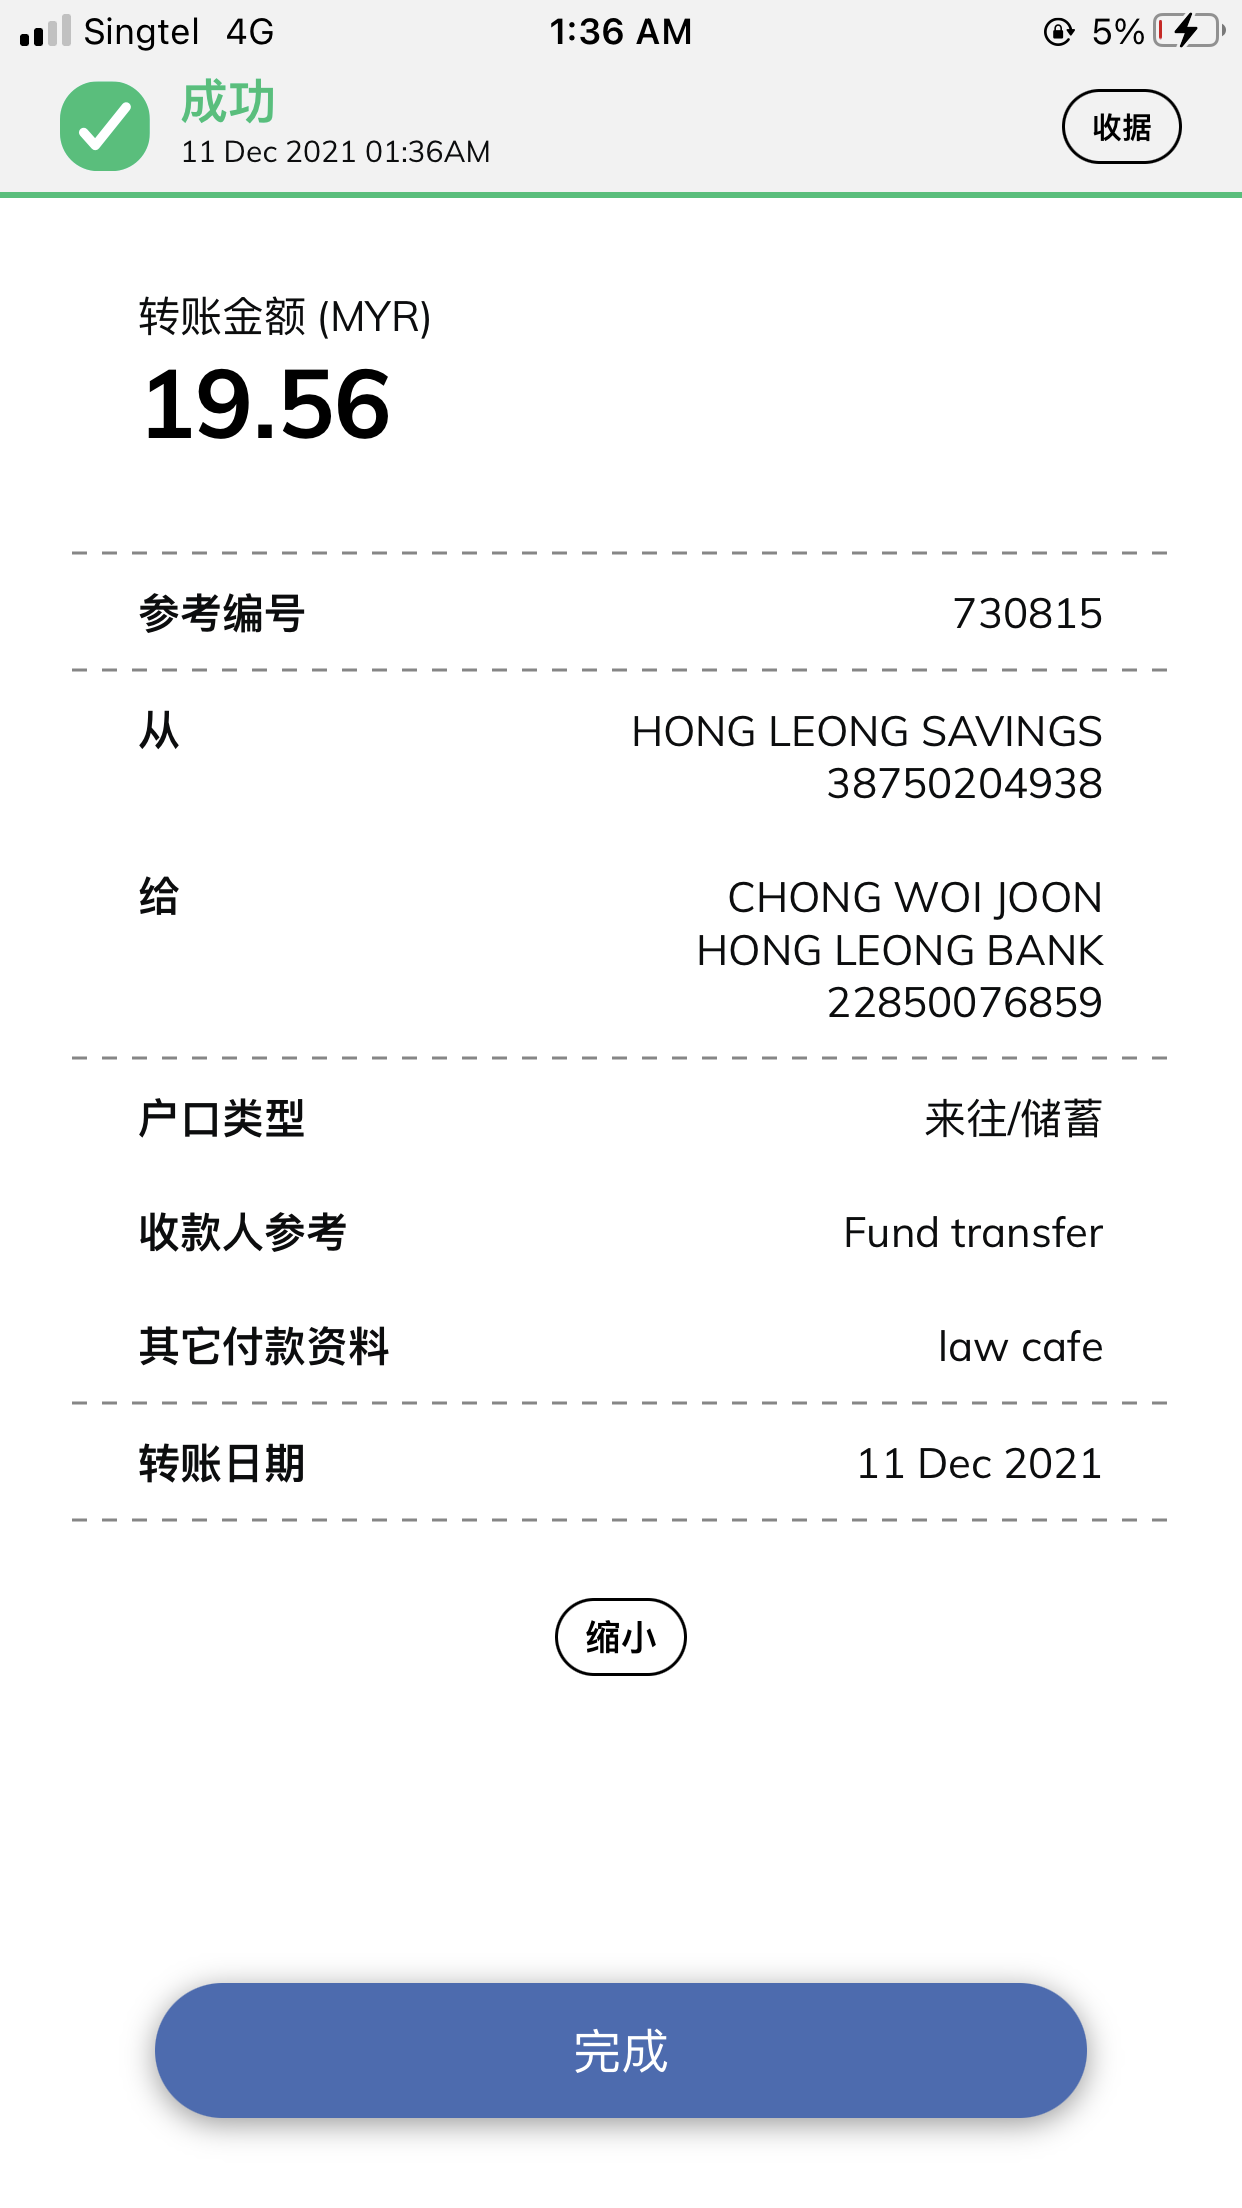 Singtel 4G 1:36 AM 5%
成功
11 Dec 2021 01:36AM
收据
转账金额 (MYR)
19.56
参考编号 730815
从 HONG LEONG SAVINGS
38750204938
给 CHONG WOI JOON
HONG LEONG BANK
22850076859
户口类型 来往/储蓄
收款人参考 Fund transfer
其它付款资料 law cafe
转账日期 11 Dec 2021
缩小
完成